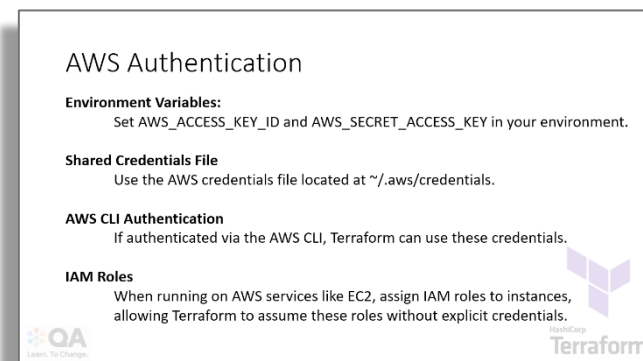 AWS Authentication
Environment Variables:
Set AWS_ACCESS_KEY_ID and AWS_SECRET_ACCESS_KEY in your environment.
Shared Credentials File
Use the AWS credentials file located at ~/.aws/credentials.
AWS CLI Authentication
If authenticated via the AWS CLI, Terraform can use these credentials.
IAM Roles
When running on AWS services like EC2, assign IAM roles to instances,
allowing Terraform to assume these roles without explicit credentials.
QA
Learn. To Change.
HashiCorp
Terraform